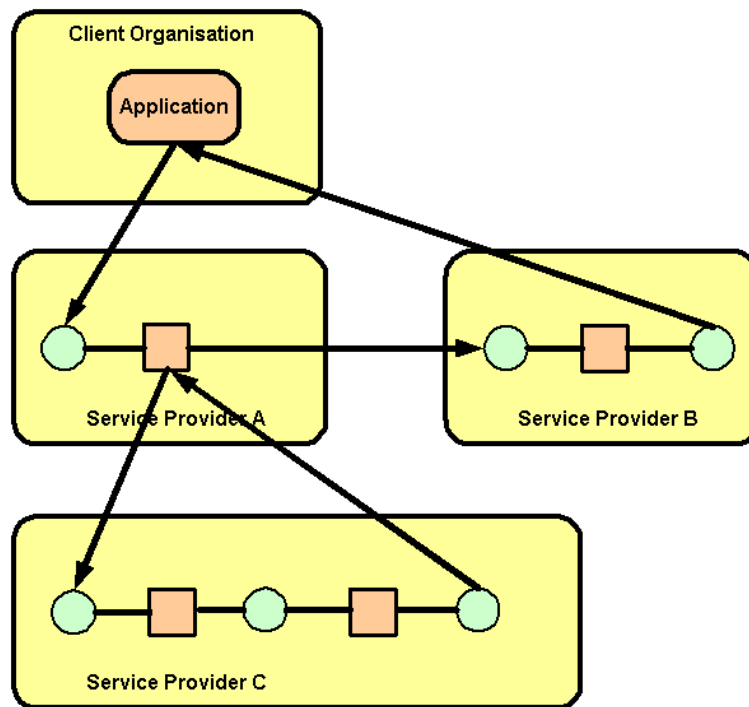 Client Organisation
Application
Service Provider A
Service Provider B
Service Provider C